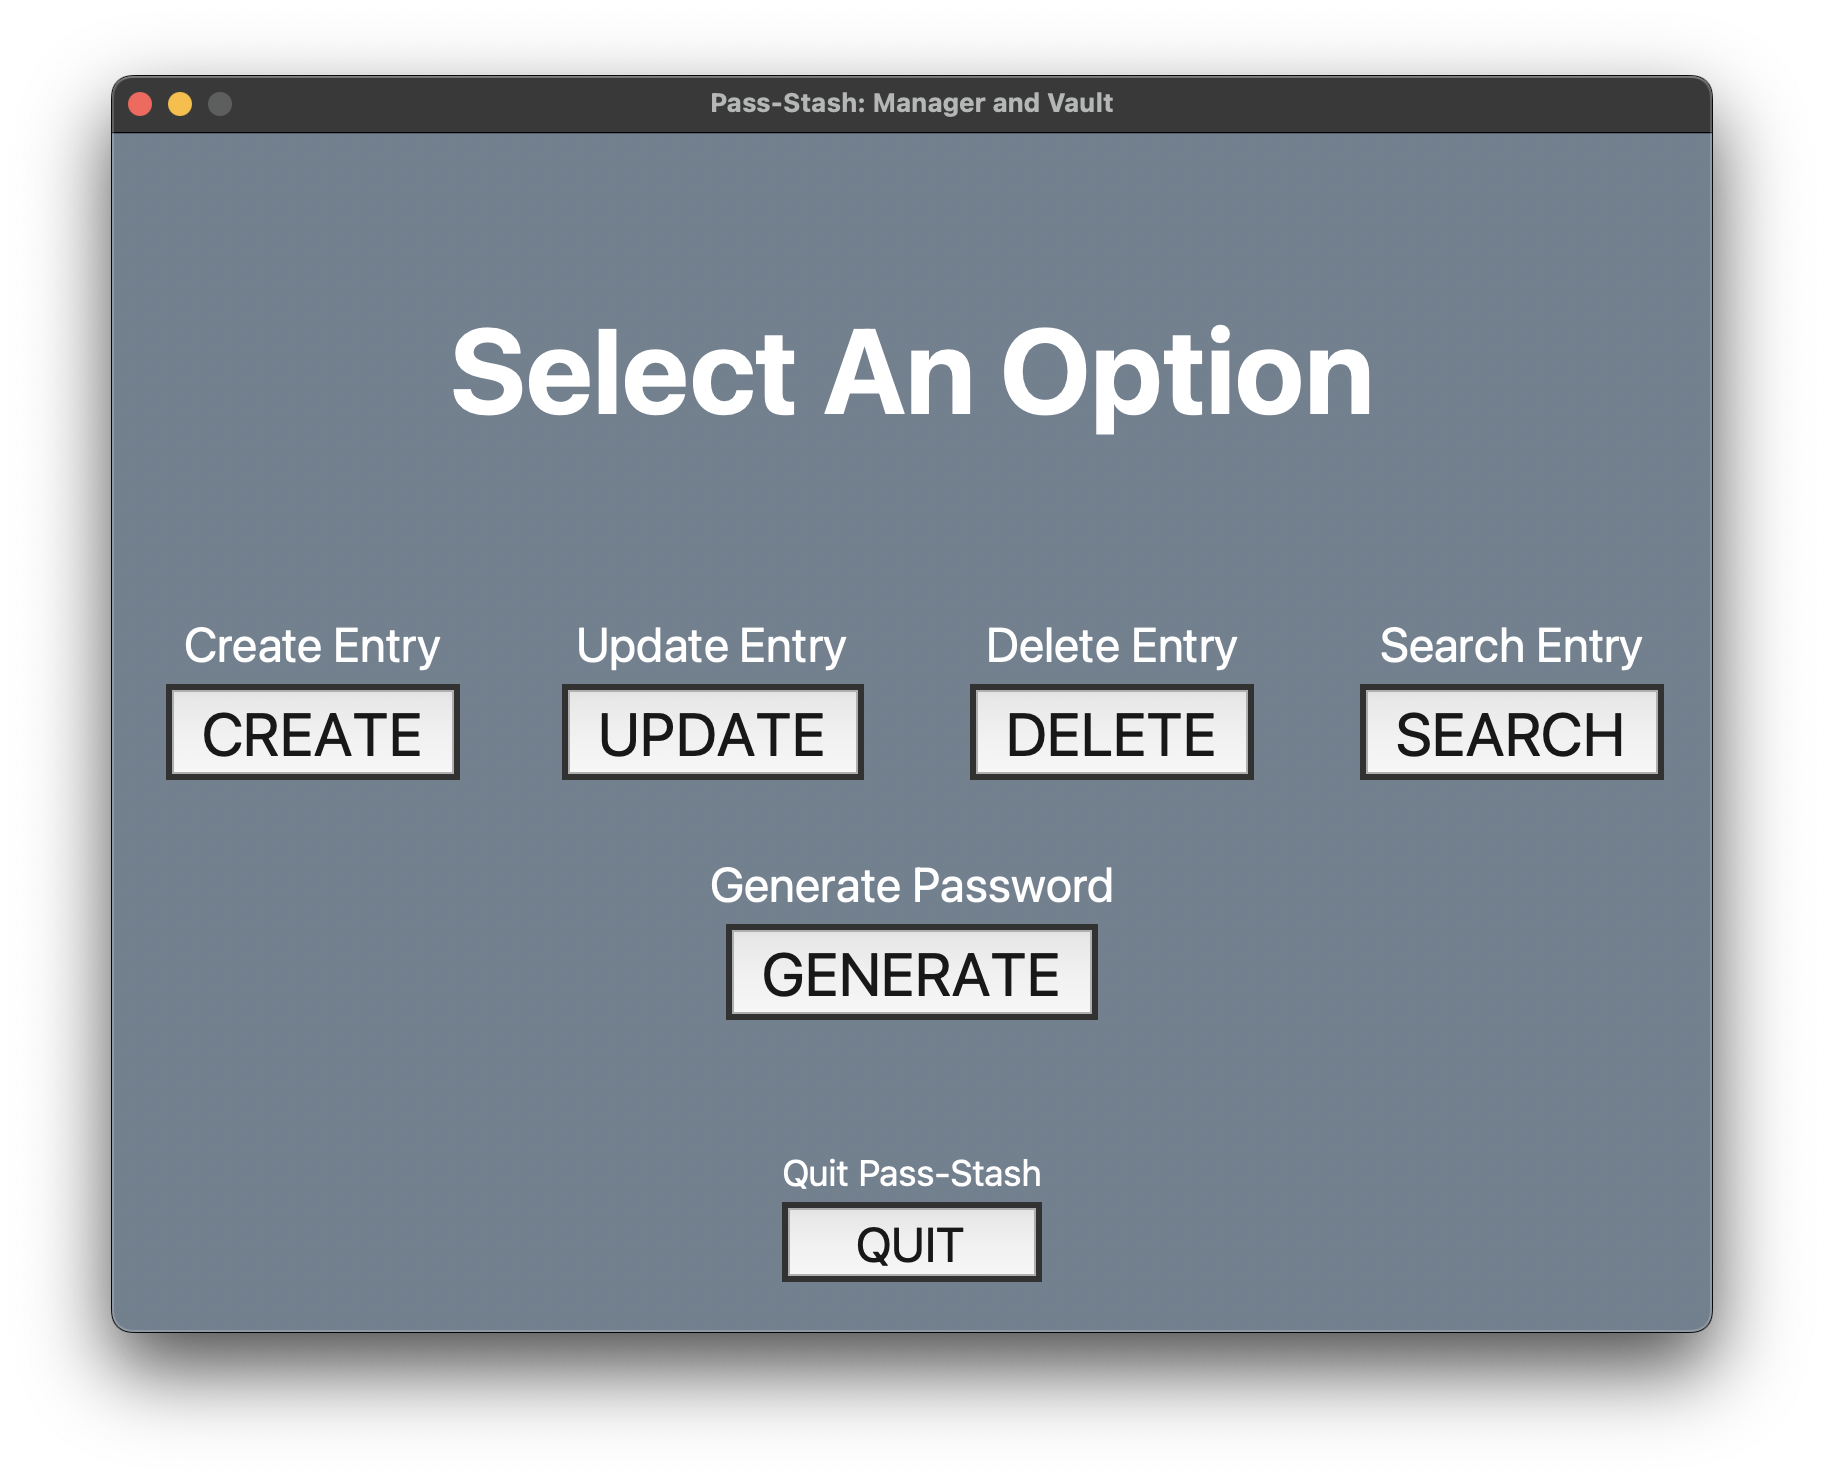 Pass-Stash: Manager and Vault
Select An Option
Create Entry Update Entry Delete Entry Search Entry
CREATE UPDATE DELETE SEARCH
Generate Password
GENERATE
Quit Pass-Stash
QUIT